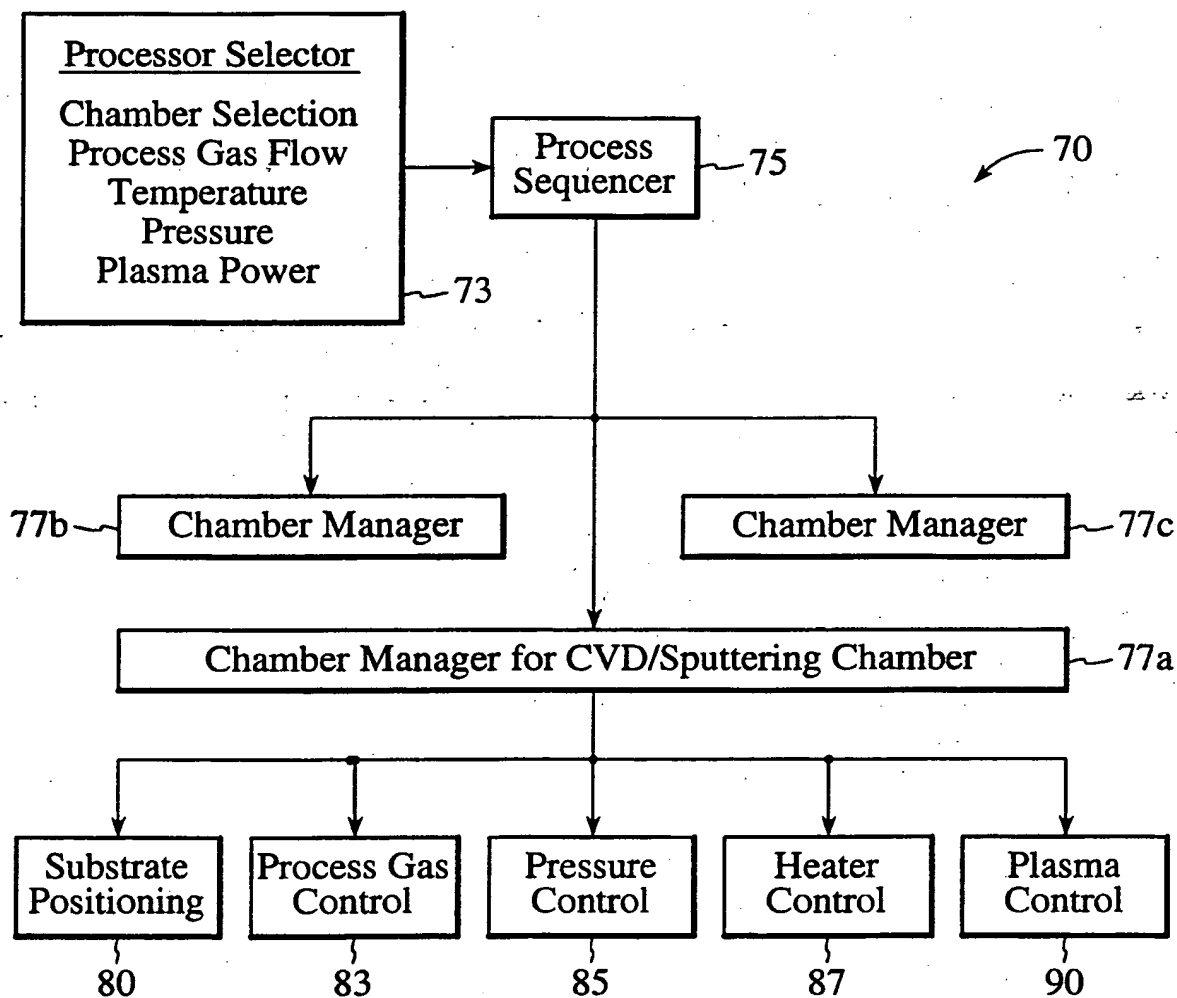 Processor Selector
Chamber Selection
Process Gas Flow
Temperature
Pressure
Plasma Power
73
Process
Sequencer
75
70
77b
Chamber Manager
Chamber Manager
77c
Chamber Manager for CVD/Sputtering Chamber
77a
Substrate
Positioning
Process Gas
Control
Pressure
Control
Heater
Control
Plasma
Control
80
83
85
87
90